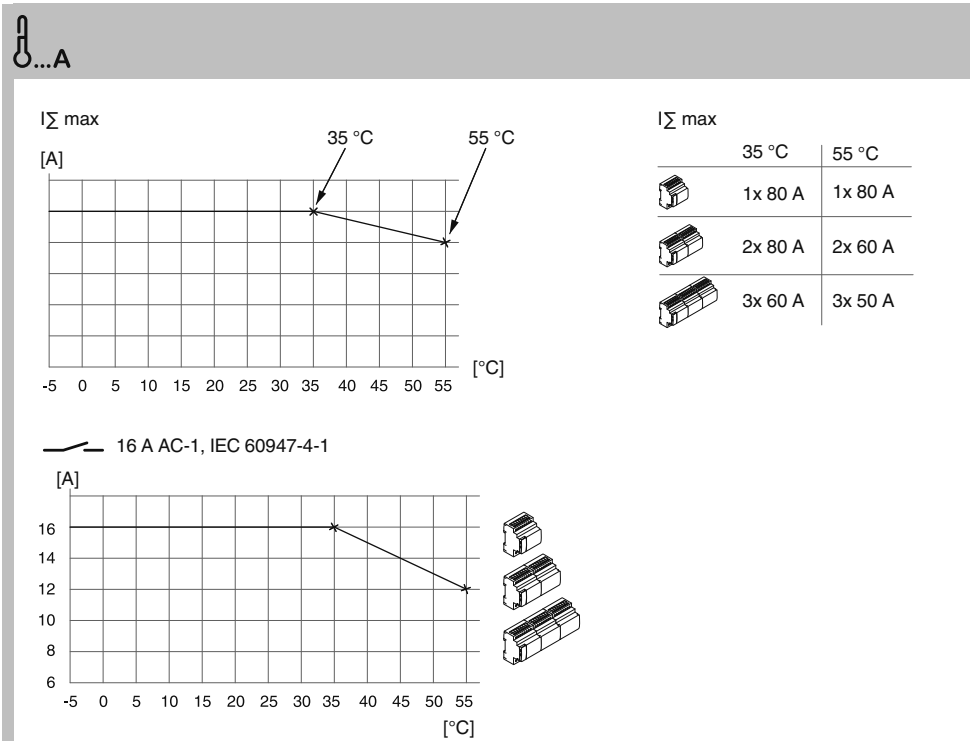 ...A
I∑ max
[A]
35 °C
55 °C
[°C]
-5 0 5 10 15 20 25 30 35 40 45 50 55
I∑ max
35 °C 55 °C
1x 80 A 1x 80 A
2x 80 A 2x 60 A
3x 60 A 3x 50 A
16 A AC-1, IEC 60947-4-1
[A]
16
14
12
10
8
6
-5 0 5 10 15 20 25 30 35 40 45 50 55
[°C]